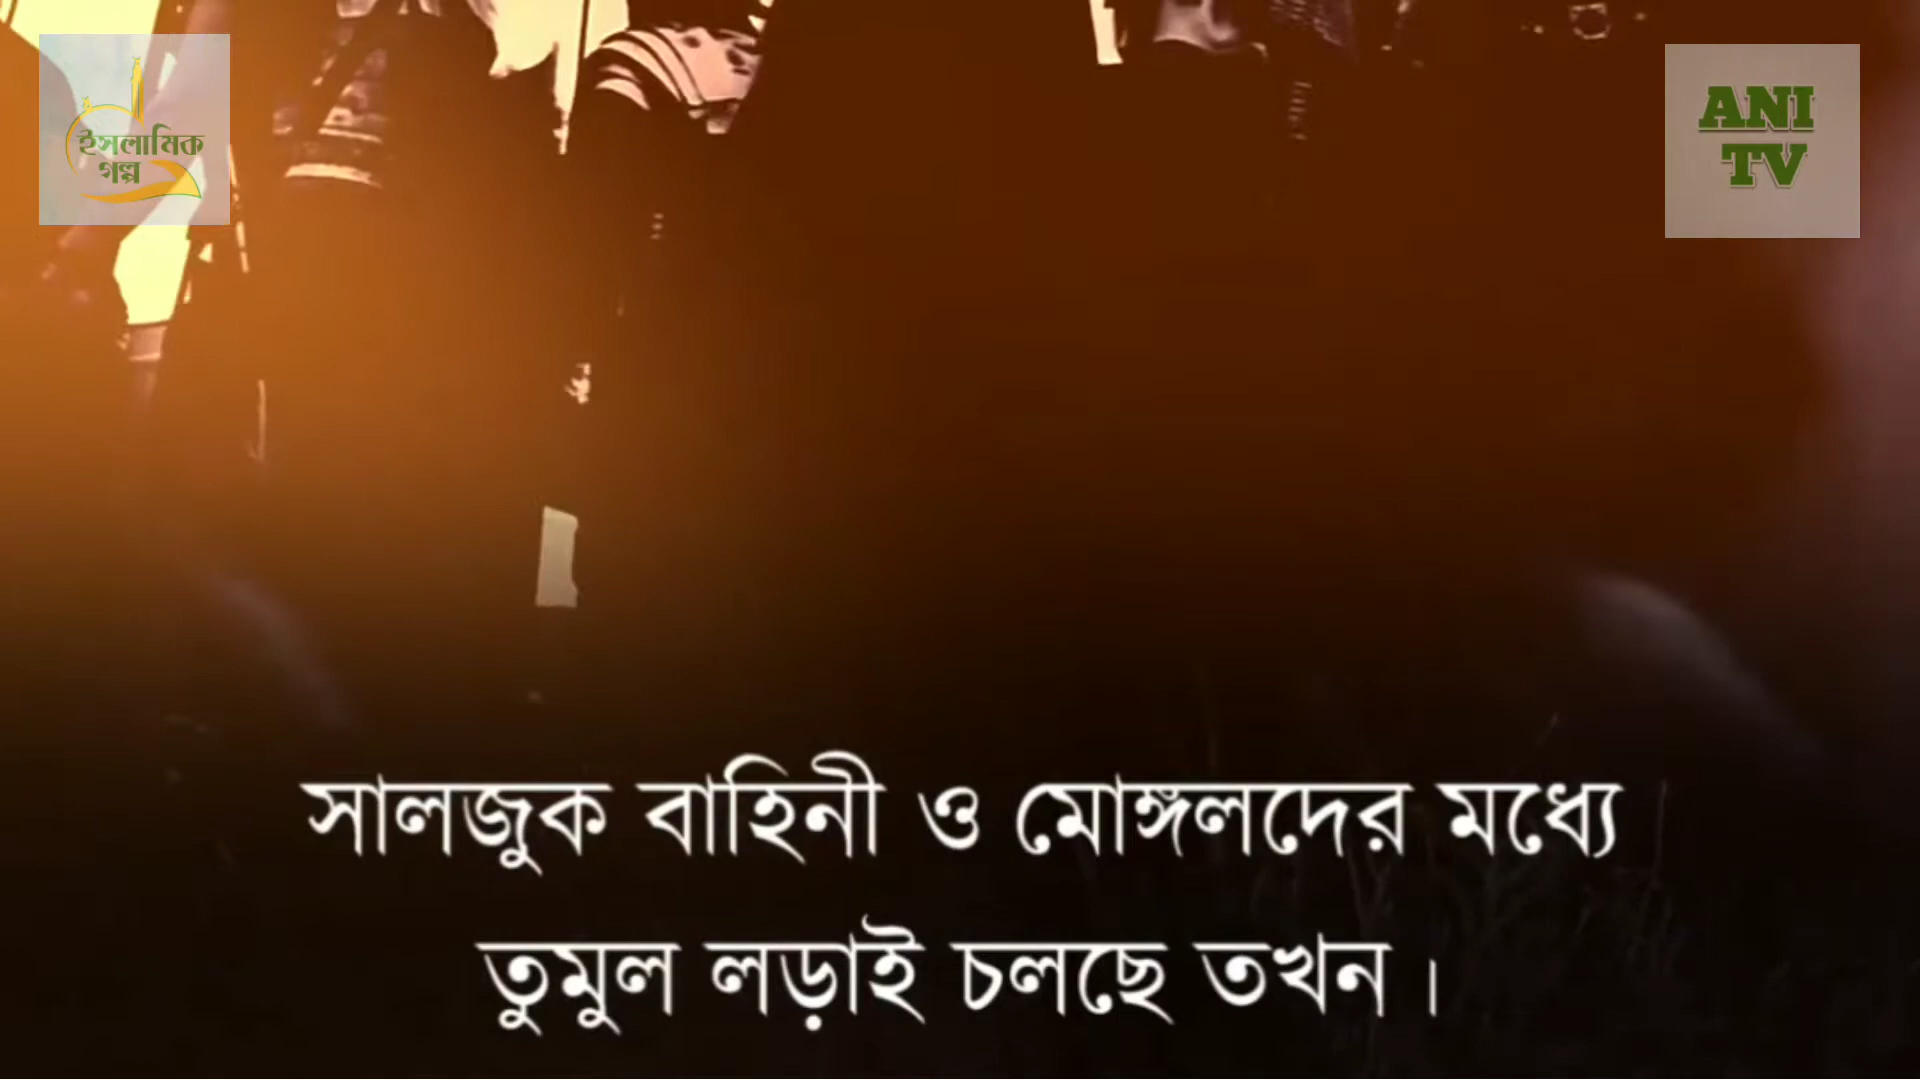 ইসলামিক
গল্প
ANI
TV
সালজুক বাহিনী ও মোঙ্গলদের মধ্যে
তুমুল লড়াই চলছে তখন।